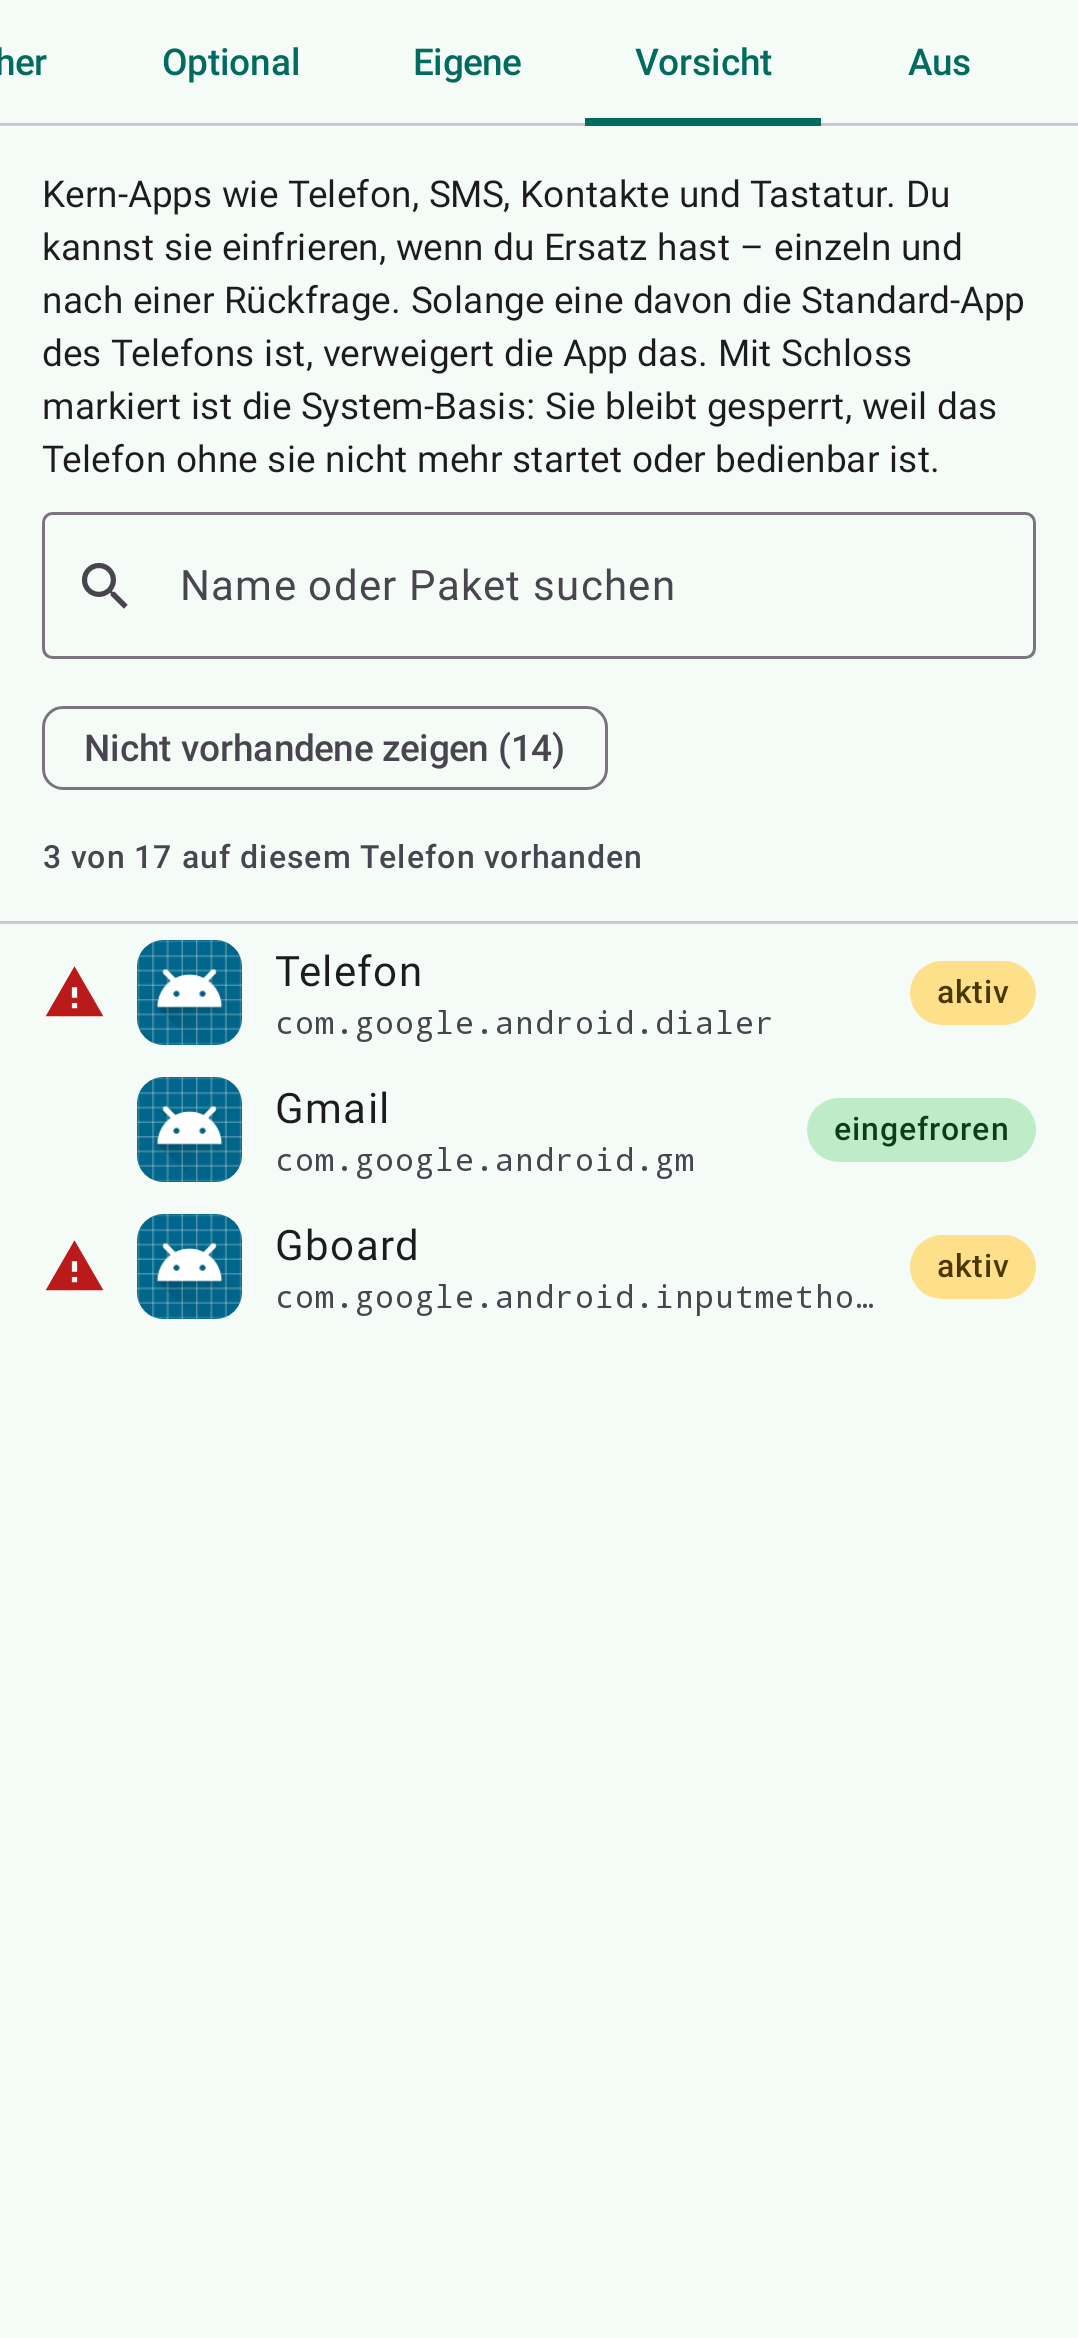 her Optional Eigene Vorsicht Aus
Kern-Apps wie Telefon, SMS, Kontakte und Tastatur. Du
kannst sie einfrieren, wenn du Ersatz hast – einzeln und
nach einer Rückfrage. Solange eine davon die Standard-App
des Telefons ist, verweigert die App das. Mit Schloss
markiert ist die System-Basis: Sie bleibt gesperrt, weil das
Telefon ohne sie nicht mehr startet oder bedienbar ist.
Name oder Paket suchen
Nicht vorhandene zeigen (14)
3 von 17 auf diesem Telefon vorhanden
Telefon
com.google.android.dialer
aktiv
Gmail
com.google.android.gm
eingefroren
Gboard
com.google.android.inputmetho…
aktiv